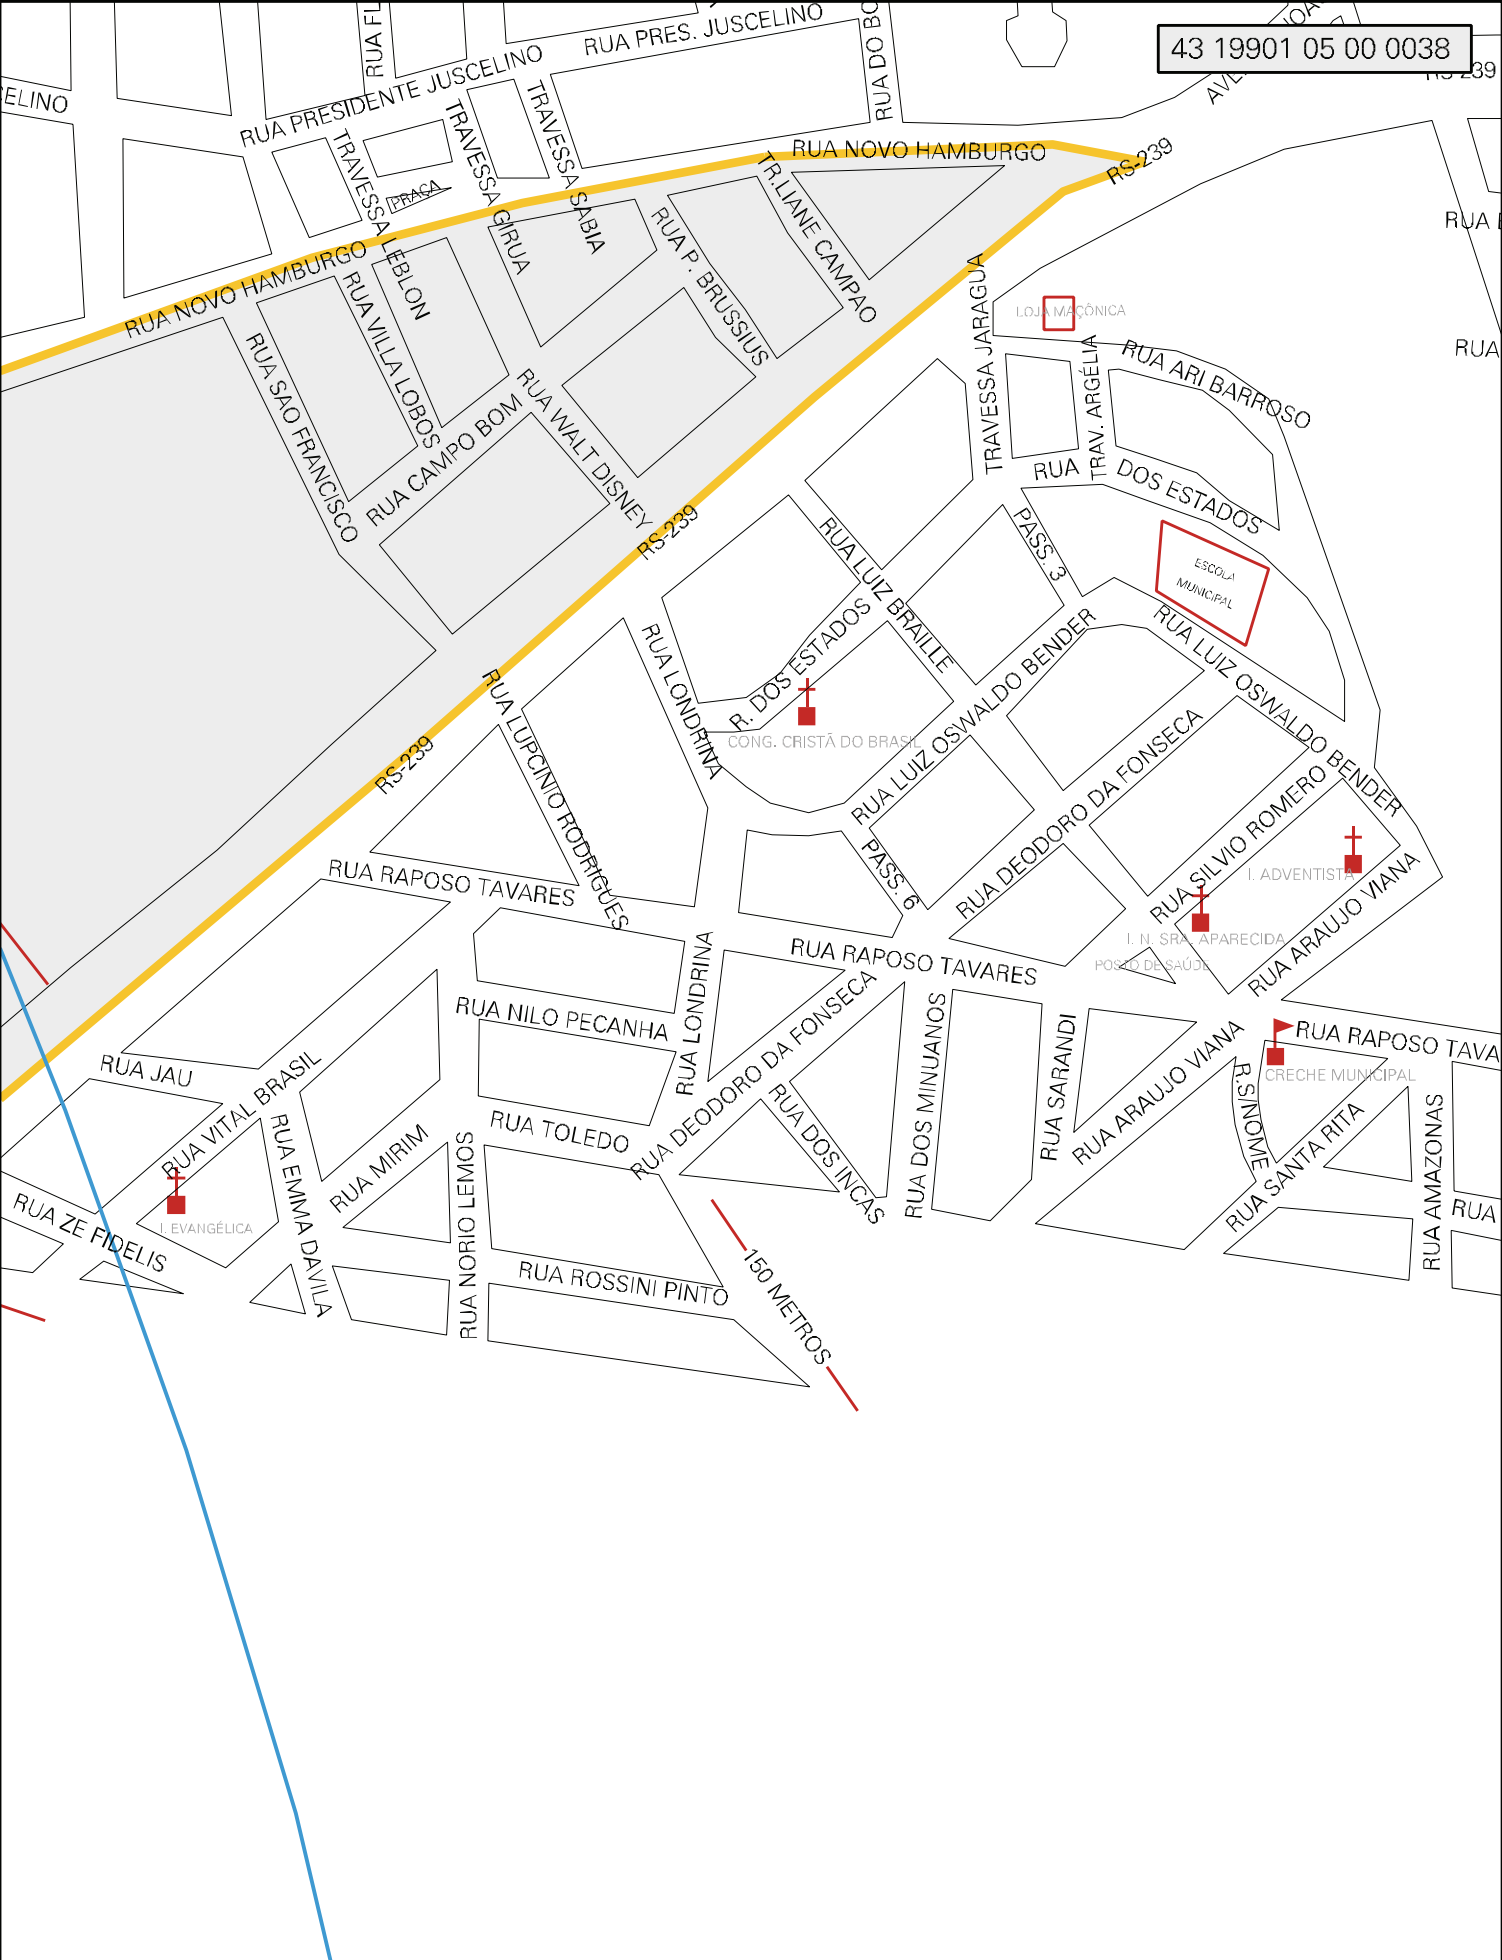 43 19901 05 00 0038
RUA PRES. JUSCELINO
RUA PRESIDENTE JUSCELINO
RS-239
TRAVESSA LEBLON
TRAVESSA GIRUA
TRAVESSA SABIA
PRAÇA
RUA NOVO HAMBURGO
TR.LIANE CAMPAO
RS-239
RUA NOVO HAMBURGO
RUA P. BRUSSIUS
RUA VILLA LOBOS
RUA SAO FRANCISCO
RUA CAMPO BOM
RUA WALT DISNEY
TRAVESSA JARAGUA
LOJA MAÇÔNICA
TRAV. ARGÉLIA
RUA ARI BARROSO
RUA
RUA DOS ESTADOS
RS-239
PASS. 3
ESCOLA
MUNICIPAL
RUA LUIZ BRAILLE
R. DOS ESTADOS
RUA LONDRINA
RUA LUIZ OSWALDO BENDER
RUA LUIZ OSWALDO BENDER
CONG. CRISTÃ DO BRASIL
RUA DEODORO DA FONSECA
RUA SILVIO ROMERO
RS-239
RUA LUPCINIO RODRIGUES
PASS. 6
I. ADVENTISTA
RUA RAPOSO TAVARES
I. N. SRA. APARECIDA
POSTO DE SAÚDE
RUA ARAUJO VIANA
RUA RAPOSO TAVARES
RUA NILO PECANHA
RUA LONDRINA
RUA DEODORO DA FONSECA
RUA DOS MINUANOS
RUA SARANDI
RUA ARAUJO VIANA
RUA RAPOSO TAVA
CRECHE MUNICIPAL
R.S/NOME
RUA JAU
RUA VITAL BRASIL
RUA EMMA DAVILA
RUA MIRIM
RUA NORIO LEMOS
RUA TOLEDO
RUA DOS INCAS
RUA SANTA RITA
RUA AMAZONAS
RUA
RUA ZE FIDELIS
I. EVANGÉLICA
RUA ROSSINI PINTO
150 METROS